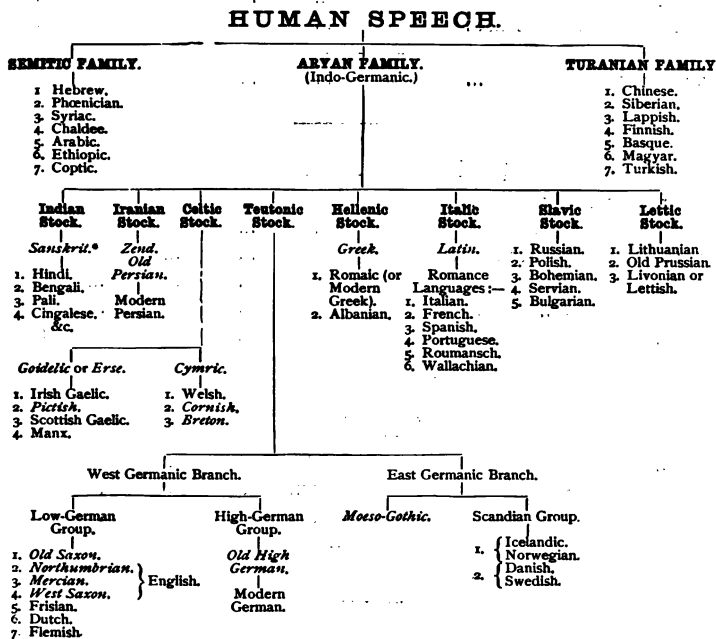 HUMAN SPEECH.
SEMITIC FAMILY.
1 Hebrew.
2. Phœnician.
3. Syriac.
4. Chaldee.
5. Arabic.
6. Ethiopic.
7. Coptic.
ARYAN FAMILY.
(Indo-Germanic.)
TURANIAN FAMILY
1. Chinese.
2. Siberian.
3. Lappish.
4. Finnish.
5. Basque.
6. Magyar.
7. Turkish.
Indian
Stock.
Sanskrit.*
1. Hindi.
2. Bengali.
3. Pali.
4. Cingalese.
&c.
Iranian
Stock.
Zend.
Old
Persian.
Modern
Persian.
Celtic
Stock.
Teutonic
Stock.
Hellenic
Stock.
Greek.
1. Romaic (or
Modern
Greek).
2. Albanian.
Italic
Stock.
Latin.
Romance
Languages:—
1. Italian.
2. French.
3. Spanish.
4. Portuguese.
5. Roumansch.
6. Wallachian.
Slavic
Stock.
1. Russian.
2. Polish.
3. Bohemian.
4. Servian.
5. Bulgarian.
Lettic
Stock.
1. Lithuanian
2. Old Prussian.
3. Livonian or
Lettish.
Goidelic or Erse.
1. Irish Gaelic.
2. Pictish.
3. Scottish Gaelic.
4. Manx.
Cymric.
1. Welsh.
2. Cornish.
3. Breton.
West Germanic Branch.
East Germanic Branch.
Low-German
Group.
1. Old Saxon.
2. Northumbrian.
3. Mercian.
4. West Saxon.
English.
5. Frisian.
6. Dutch.
7. Flemish.
High-German
Group.
Old High
German.
Modern
German.
Moeso-Gothic.
Scandian Group.
1. Icelandic.
Norwegian.
2. Danish.
Swedish.